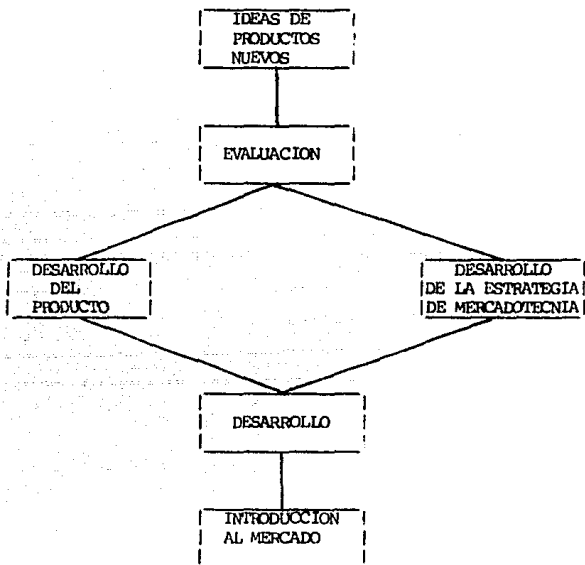 IDEAS DE
PRODUCTOS
NUEVOS
EVALUACION
DESARROLLO
DEL
PRODUCTO
DESARROLLO
DE LA ESTRATEGIA
DE MERCADOTECNIA
DESARROLLO
INTRODUCCION
AL MERCADO